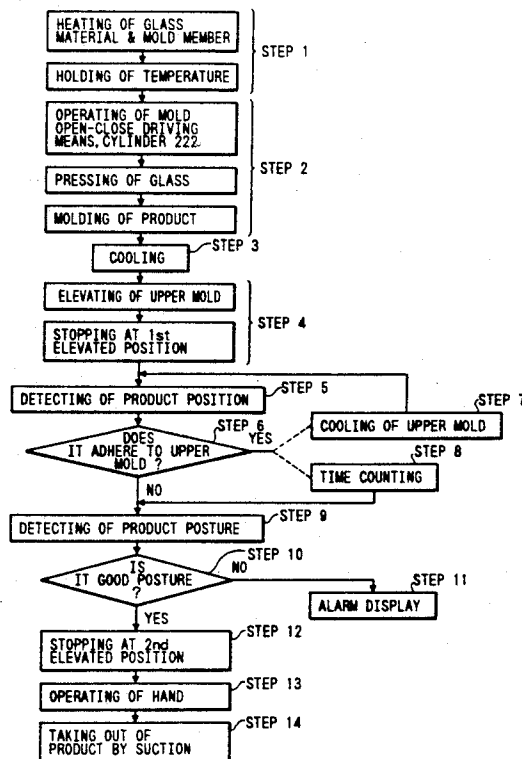 HEATING OF GLASS
MATERIAL & MOLD MEMBER
STEP 1
HOLDING OF TEMPERATURE
OPERATING OF MOLD
OPEN-CLOSE DRIVING
MEANS, CYLINDER 222
STEP 2
PRESSING OF GLASS
MOLDING OF PRODUCT
STEP 3
COOLING
ELEVATING OF UPPER MOLD
STEP 4
STOPPING AT 1st
ELEVATED POSITION
STEP 5
DETECTING OF PRODUCT POSITION
STEP 6
DOES
IT ADHERE TO UPPER
MOLD ?
YES
STEP 7
COOLING OF UPPER MOLD
STEP 8
TIME COUNTING
NO
STEP 9
DETECTING OF PRODUCT POSTURE
STEP 10
IS
IT GOOD POSTURE
?
NO
STEP 11
ALARM DISPLAY
YES
STEP 12
STOPPING AT 2nd
ELEVATED POSITION
STEP 13
OPERATING OF HAND
STEP 14
TAKING OUT OF
PRODUCT BY SUCTION